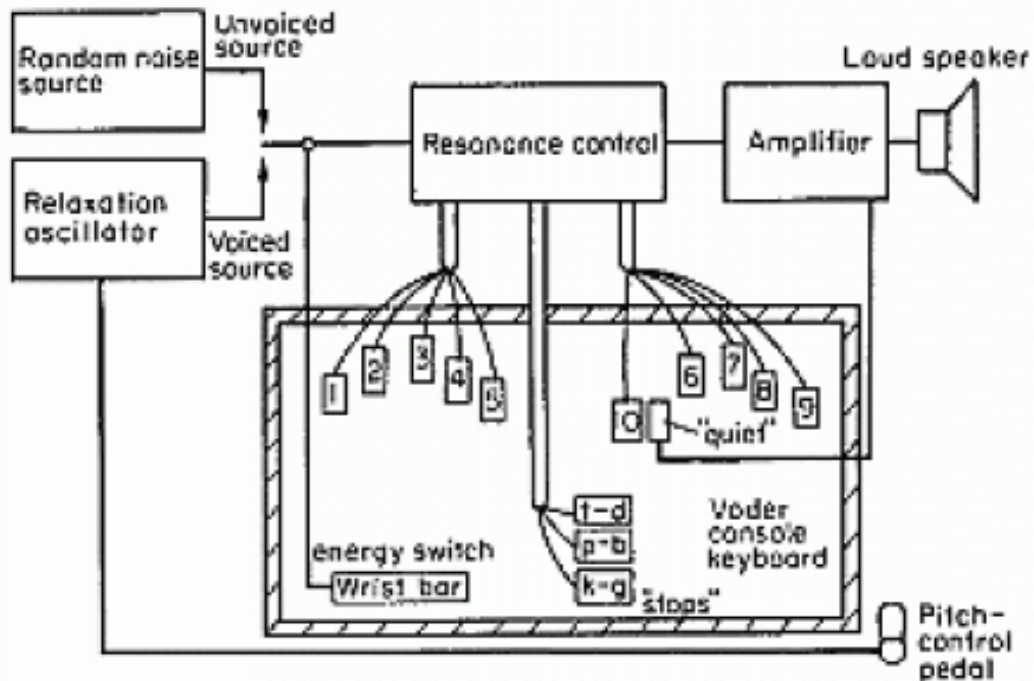 Unvoiced
source
Random noise
source
Loud speaker
Resonance control
Amplifier
Relaxation
oscillator
Voiced
source
1
2
3
4
5
6
7
8
9
10
"quiet"
t-d
p-b
k-g
"stops"
Voder
console
keyboard
energy switch
Wrist bar
Pitch-
control
pedal